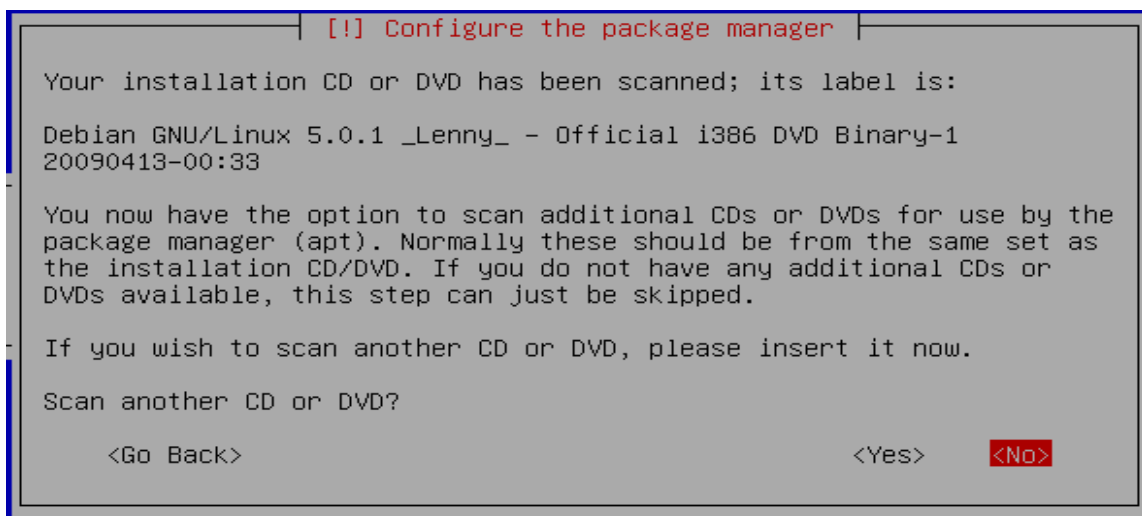 [!] Configure the package manager
Your installation CD or DVD has been scanned; its label is:
Debian GNU/Linux 5.0.1 _Lenny_ - Official i386 DVD Binary-1
20090413-00:33
You now have the option to scan additional CDs or DVDs for use by the
package manager (apt). Normally these should be from the same set as
the installation CD/DVD. If you do not have any additional CDs or
DVDs available, this step can just be skipped.
If you wish to scan another CD or DVD, please insert it now.
Scan another CD or DVD?
<Go Back> <Yes> <No>